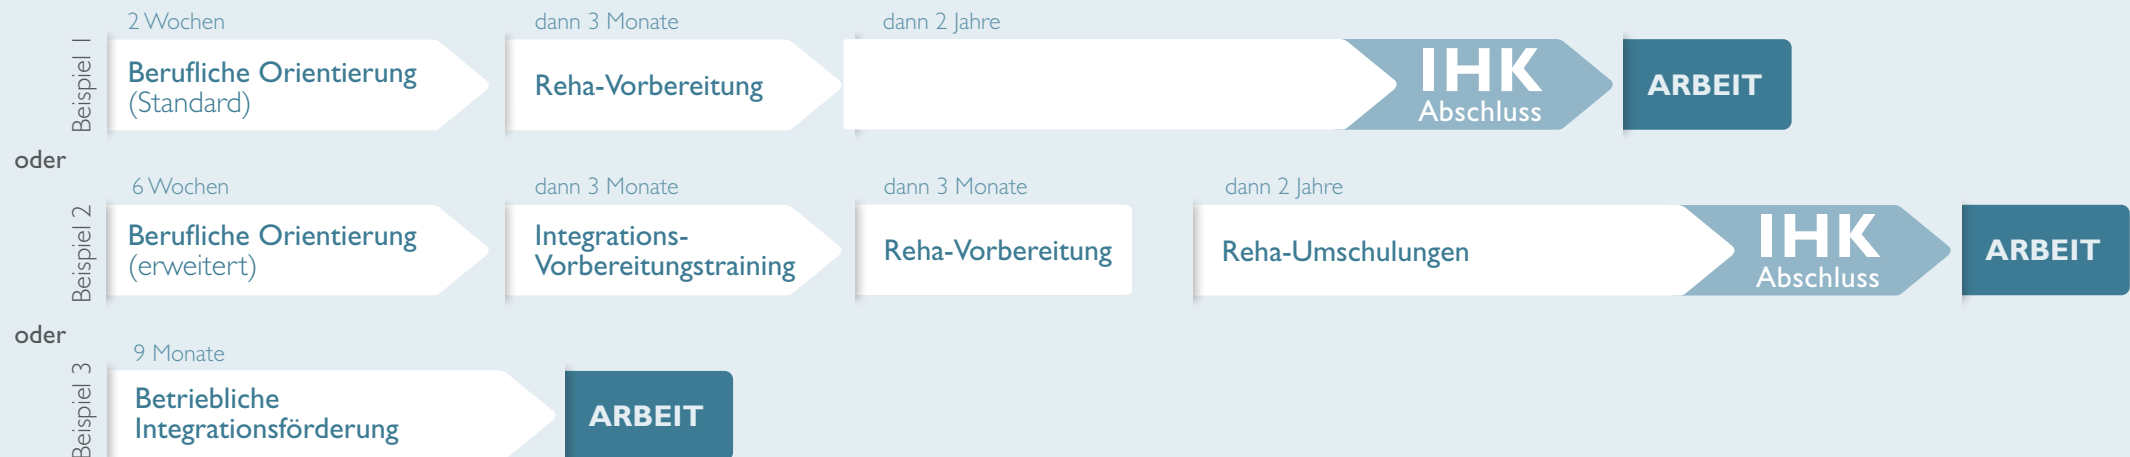 2 Wochen
dann 3 Monate
dann 2 Jahre
Beispiel 1
Berufliche Orientierung
(Standard)
Reha-Vorbereitung
IHK
Abschluss
ARBEIT
oder
6 Wochen
dann 3 Monate
dann 3 Monate
dann 2 Jahre
Beispiel 2
Berufliche Orientierung
(erweitert)
Integrations-
Vorbereitungstraining
Reha-Vorbereitung
Reha-Umschulungen
IHK
Abschluss
ARBEIT
oder
9 Monate
Beispiel 3
Betriebliche
Integrationsförderung
ARBEIT